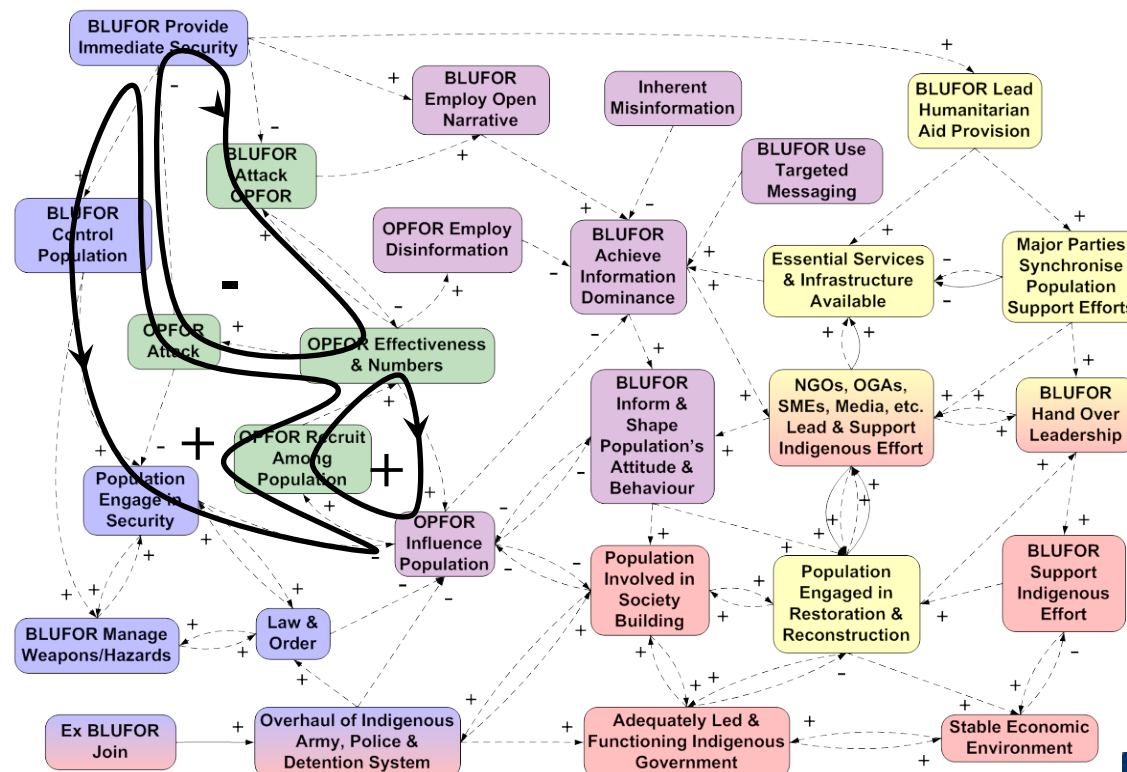 BLUFOR Provide
Immediate Security
BLUFOR
Employ Open
Narrative
Inherent
Misinformation
BLUFOR Lead
Humanitarian
Aid Provision
BLUFOR
Attack
OPFOR
BLUFOR Use
Targeted
Messaging
BLUFOR
Control
Population
OPFOR Employ
Disinformation
BLUFOR
Achieve
Information
Dominance
Essential Services
& Infrastructure
Available
Major Parties
Synchronise
Population
Support Efforts
OPFOR
Attack
OPFOR Effectiveness
& Numbers
BLUFOR
Inform &
Shape
Population's
Attitude &
Behaviour
NGOs, OGAs,
SMEs, Media, etc.
Lead & Support
Indigenous Effort
BLUFOR
Hand Over
Leadership
OPFOR Recruit
Among
Population
Population
Engage in
Security
OPFOR
Influence
Population
Population
Involved in
Society
Building
Population
Engaged in
Restoration &
Reconstruction
BLUFOR
Support
Indigenous
Effort
BLUFOR Manage
Weapons/Hazards
Law &
Order
Ex BLUFOR
Join
Overhaul of Indigenous
Army, Police &
Detention System
Adequately Led &
Functioning Indigenous
Government
Stable Economic
Environment